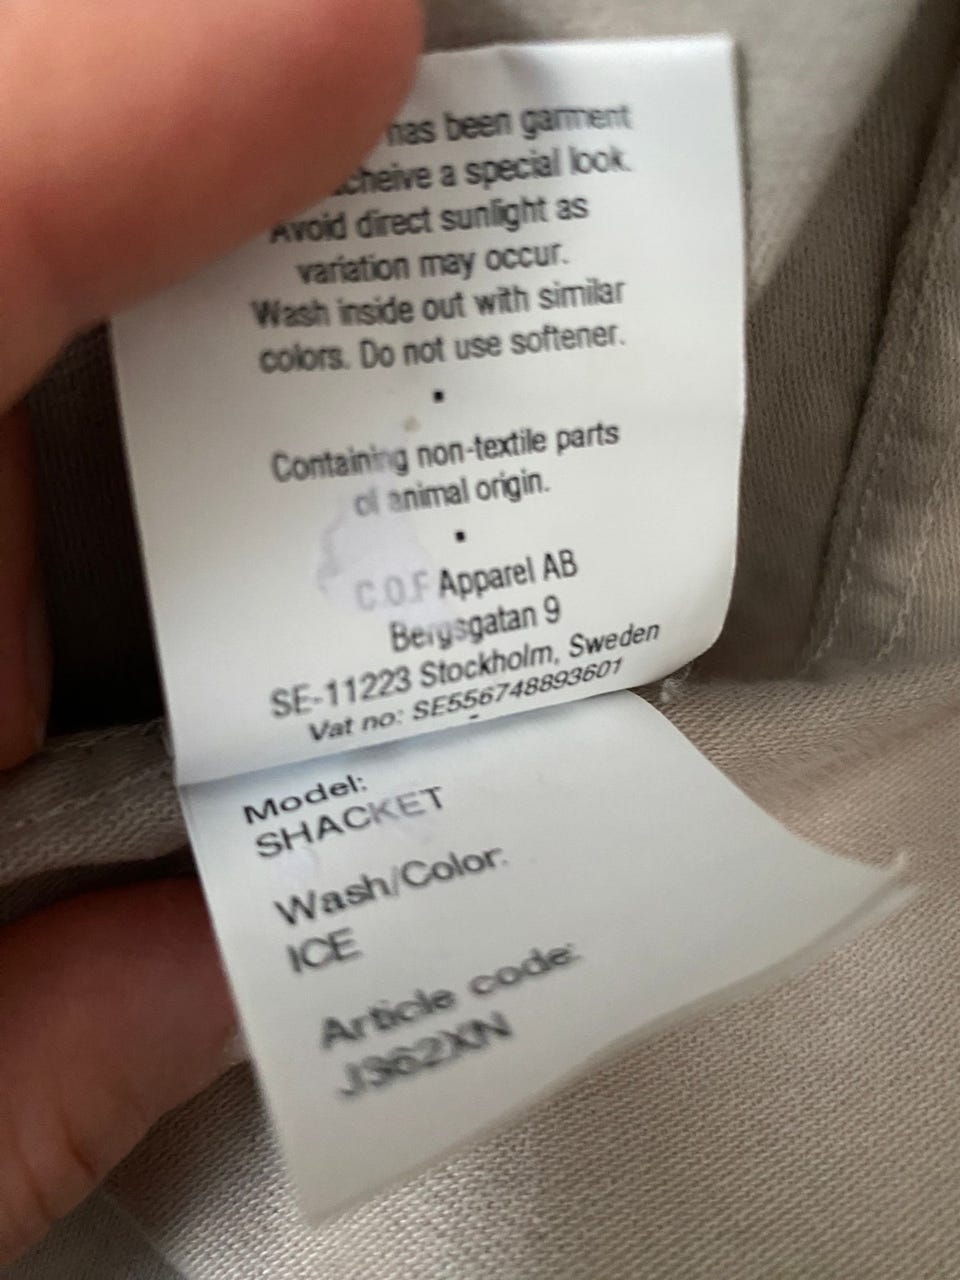 has been garment
acheive a special look.
Avoid direct sunlight as
variation may occur.
Wash inside out with similar
colors. Do not use softener.
Containing non-textile parts
of animal origin.
C.O.F Apparel AB
Bergsgatan 9
SE-11223 Stockholm, Sweden
Vat no: SE556748893601
Model:
SHACKET
Wash/Color:
ICE
Article code:
J362XN